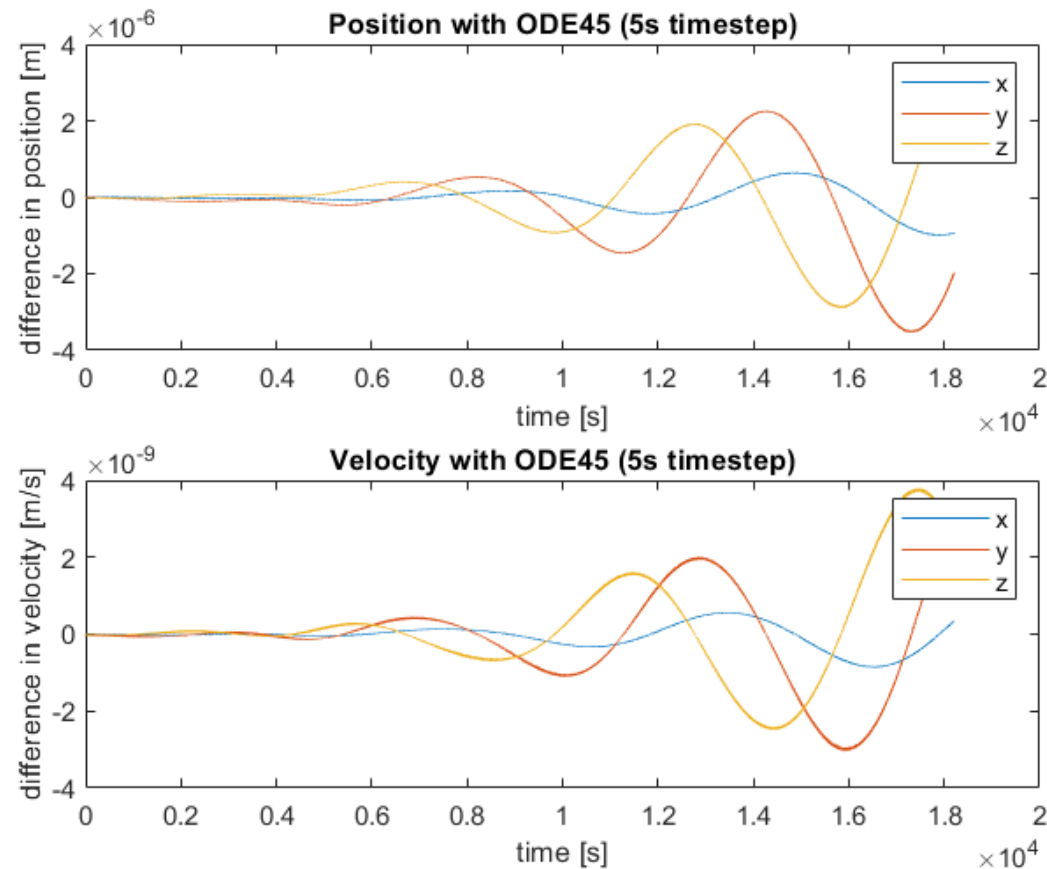 ×10-6
Position with ODE45 (5s timestep)
difference in position [m]
4
2
0
-2
-4
x
y
z
0 0.2 0.4 0.6 0.8 1 1.2 1.4 1.6 1.8 2
time [s]
×104
×10-9
Velocity with ODE45 (5s timestep)
difference in velocity [m/s]
4
2
0
-2
-4
x
y
z
0 0.2 0.4 0.6 0.8 1 1.2 1.4 1.6 1.8 2
time [s]
×104